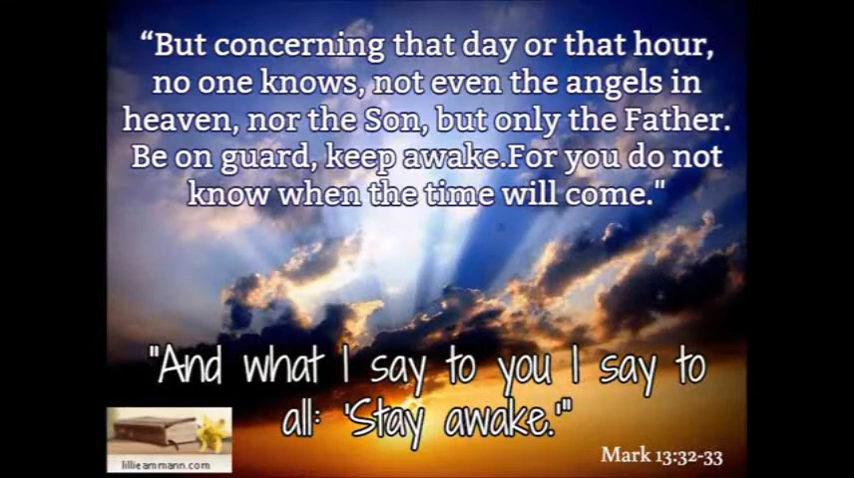 “But concerning that day or that hour,
no one knows, not even the angels in
heaven, nor the Son, but only the Father.
Be on guard, keep awake.For you do not
know when the time will come."
"And what I say to you I say to
all: 'Stay awake.'"
Mark 13:32-33
lillieammann.com